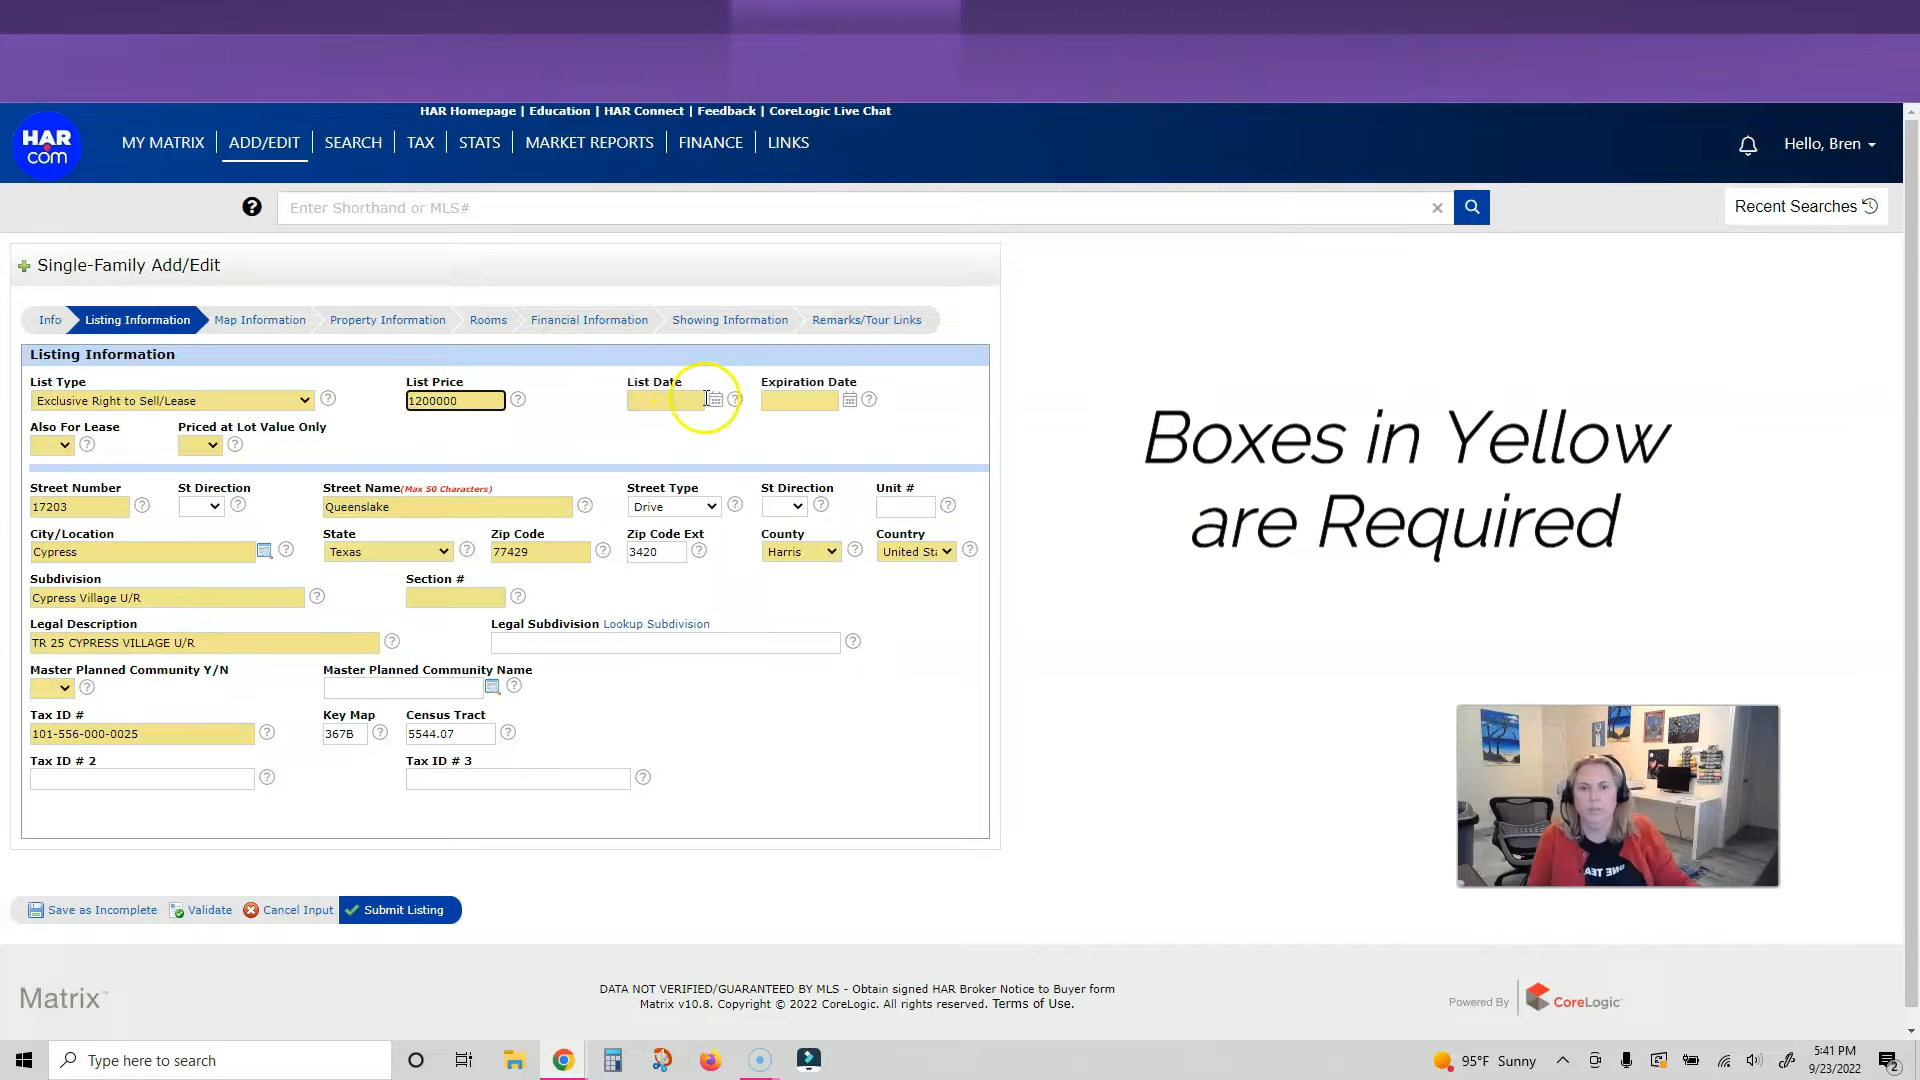 HAR Homepage | Education | HAR Connect | Feedback | CoreLogic Live Chat
HAR
com
MY MATRIX
ADD/EDIT
SEARCH
TAX
STATS
MARKET REPORTS
FINANCE
LINKS
Hello, Bren
Enter Shorthand or MLS#
Recent Searches
Single-Family Add/Edit
Info
Listing Information
Map Information
Property Information
Rooms
Financial Information
Showing Information
Remarks/Tour Links
Listing Information
List Type
List Price
List Date
Expiration Date
Exclusive Right to Sell/Lease
1200000
Also For Lease
Priced at Lot Value Only
Street Number
St Direction
Street Name(Max 50 Characters)
Street Type
St Direction
Unit #
17203
Queenslake
Drive
City/Location
State
Zip Code
Zip Code Ext
County
Country
Cypress
Texas
77429
3420
Harris
United Sta
Subdivision
Section #
Cypress Village U/R
Legal Description
Legal Subdivision Lookup Subdivision
TR 25 CYPRESS VILLAGE U/R
Master Planned Community Y/N
Master Planned Community Name
Tax ID #
Key Map
Census Tract
101-556-000-0025
367B
5544.07
Tax ID # 2
Tax ID # 3
Boxes in Yellow
are Required
Save as Incomplete
Validate
Cancel Input
Submit Listing
Matrix™
DATA NOT VERIFIED/GUARANTEED BY MLS - Obtain signed HAR Broker Notice to Buyer form
Matrix v10.8. Copyright © 2022 CoreLogic. All rights reserved. Terms of Use.
Powered By
CoreLogic
Type here to search
95°F Sunny
5:41 PM
9/23/2022
2